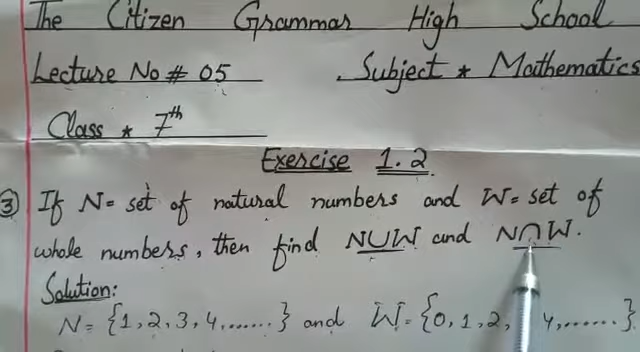 The Citizen Grammar High School
Lecture No # 05 . Subject * Mathematics
Class * 7th
Exercise 1.2
③ If N = set of natural numbers and W = set of
whole numbers, then find N∪W and N∩W.
Solution:
N = {1, 2, 3, 4, ......} and W = {0, 1, 2, 4, ......}